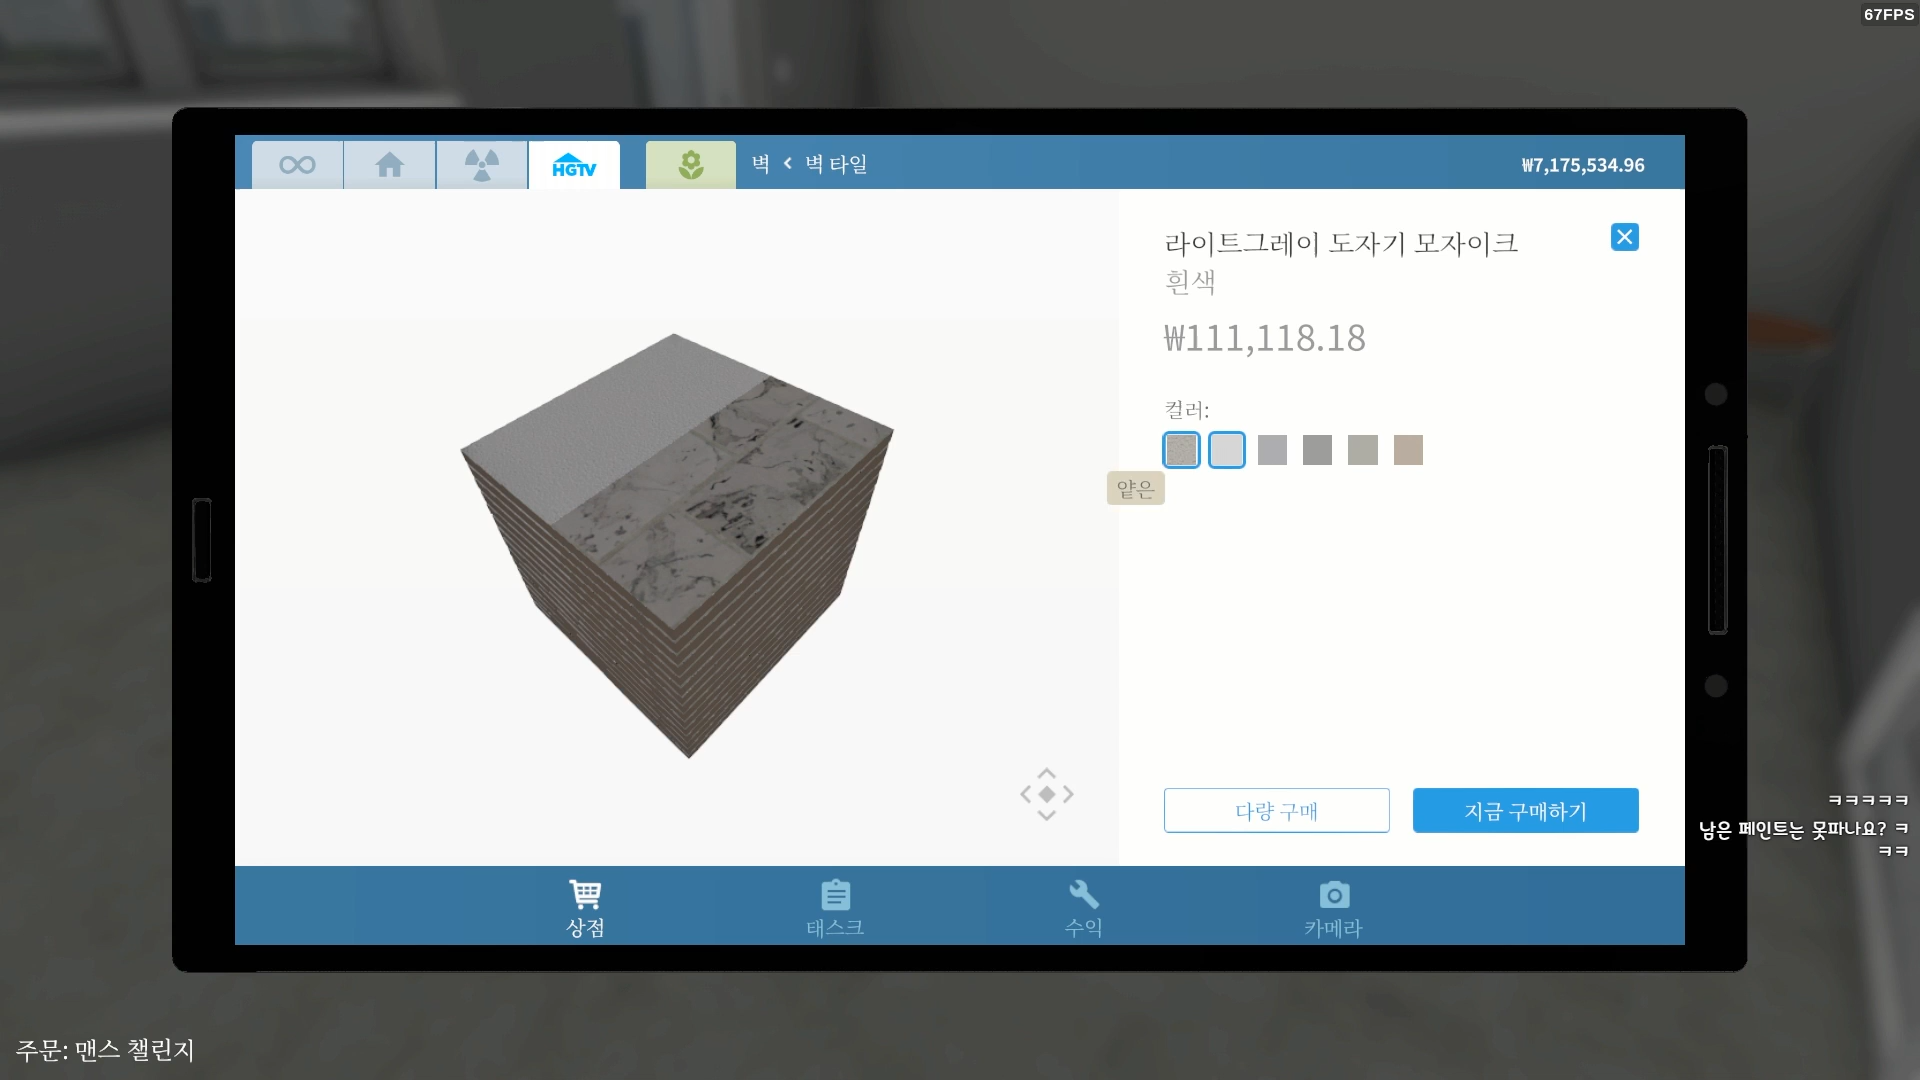 67FPS
HGTV
벽 < 벽 타일
₩7,175,534.96
라이트그레이 도자기 모자이크
흰색
₩111,118.18
컬러:
얕은
다량 구매
지금 구매하기
ㅋㅋㅋㅋㅋ
남은 페인트는 못파나요? ㅋ
ㅋㅋ
상점
태스크
수익
카메라
주문: 맨스 챌린지